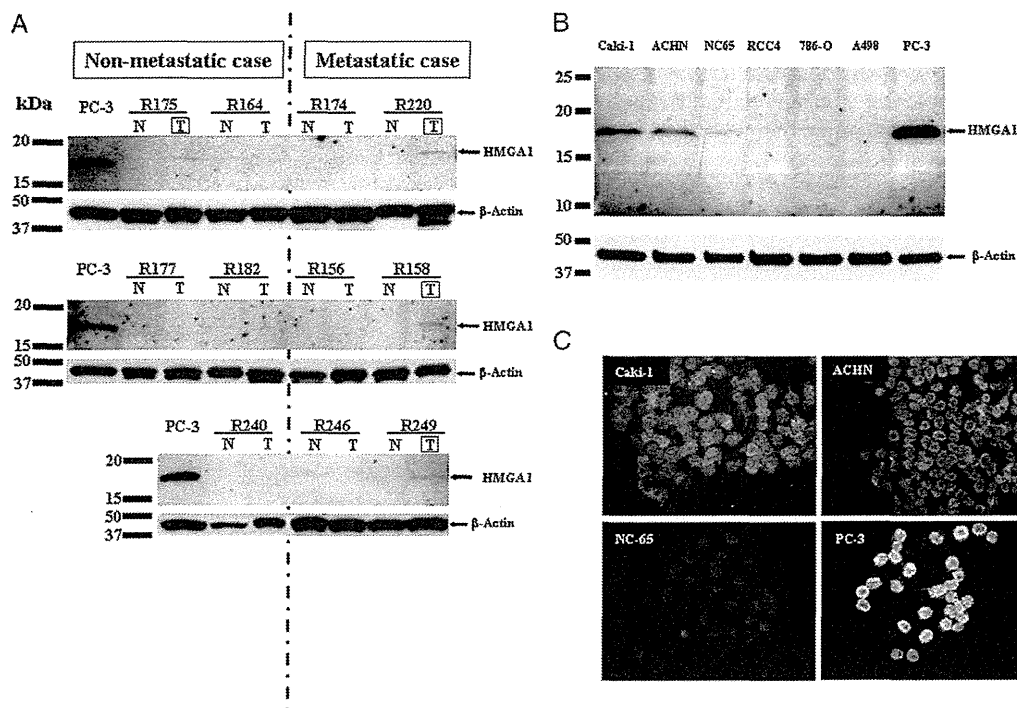 A
Non-metastatic case
Metastatic case
kDa
PC-3 R175 R164 R174 R220
N T N T N T N T
20
HMGA1
15
50
β-Actin
37
PC-3 R177 R182 R156 R158
N T N T N T N T
20
HMGA1
15
50
β-Actin
37
PC-3 R240 R246 R249
N T N T N T
20
HMGA1
15
50
β-Actin
37
B
Caki-1 ACHN NC65 RCC4 786-O A498 PC-3
25
20
HMGA1
15
10
50
β-Actin
37
C
Caki-1
ACHN
NC-65
PC-3